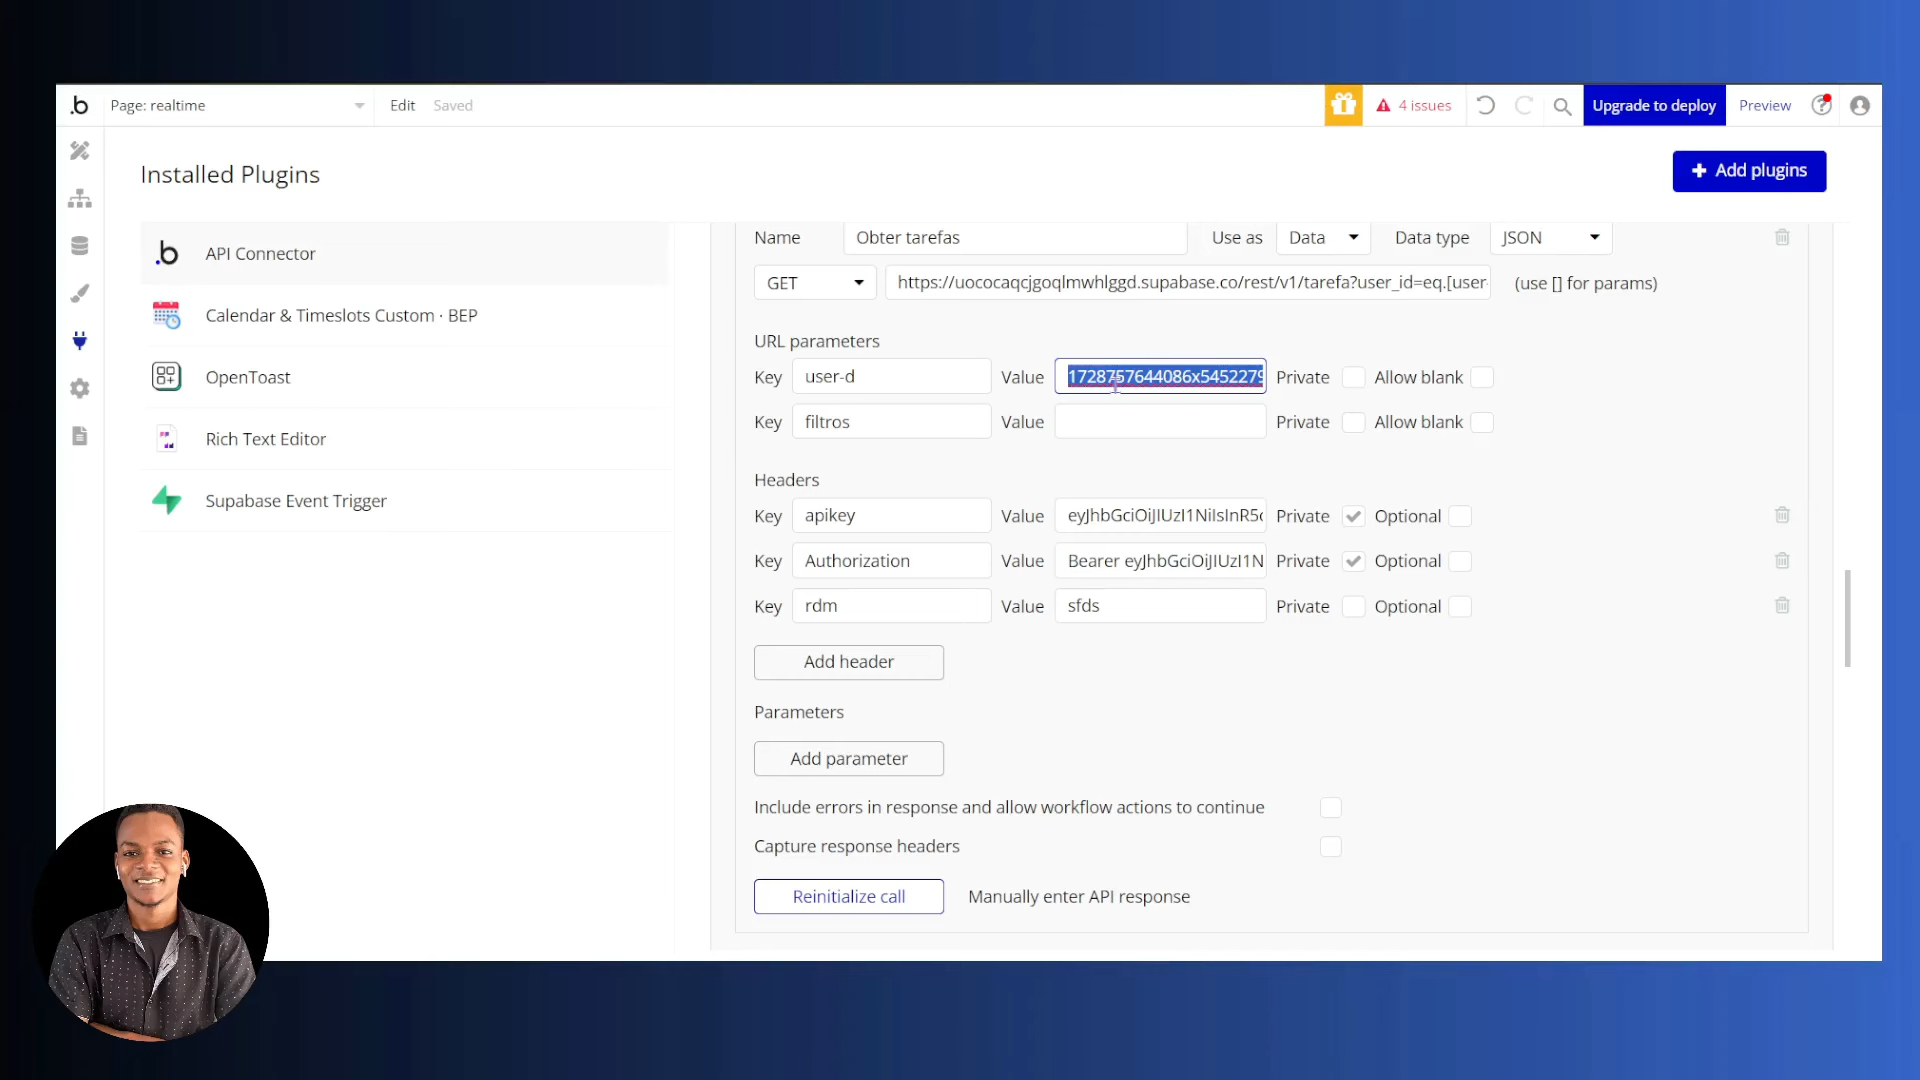 Page: realtime
Edit
Saved
4 issues
Upgrade to deploy
Preview
Installed Plugins
Add plugins
API Connector
Calendar & Timeslots Custom · BEP
OpenToast
Rich Text Editor
Supabase Event Trigger
Name Obter tarefas Use as Data Data type JSON
GET https://uococaqcjgoqlmwhlggd.supabase.co/rest/v1/tarefa?user_id=eq.[user- (use [] for params)
URL parameters
Key user-d Value 1728757644086x5452279 Private Allow blank
Key filtros Value Private Allow blank
Headers
Key apikey Value eyJhbGciOiJIUzI1NiIsInR5c Private Optional
Key Authorization Value Bearer eyJhbGciOiJIUzI1N Private Optional
Key rdm Value sfds Private Optional
Add header
Parameters
Add parameter
Include errors in response and allow workflow actions to continue
Capture response headers
Reinitialize call Manually enter API response